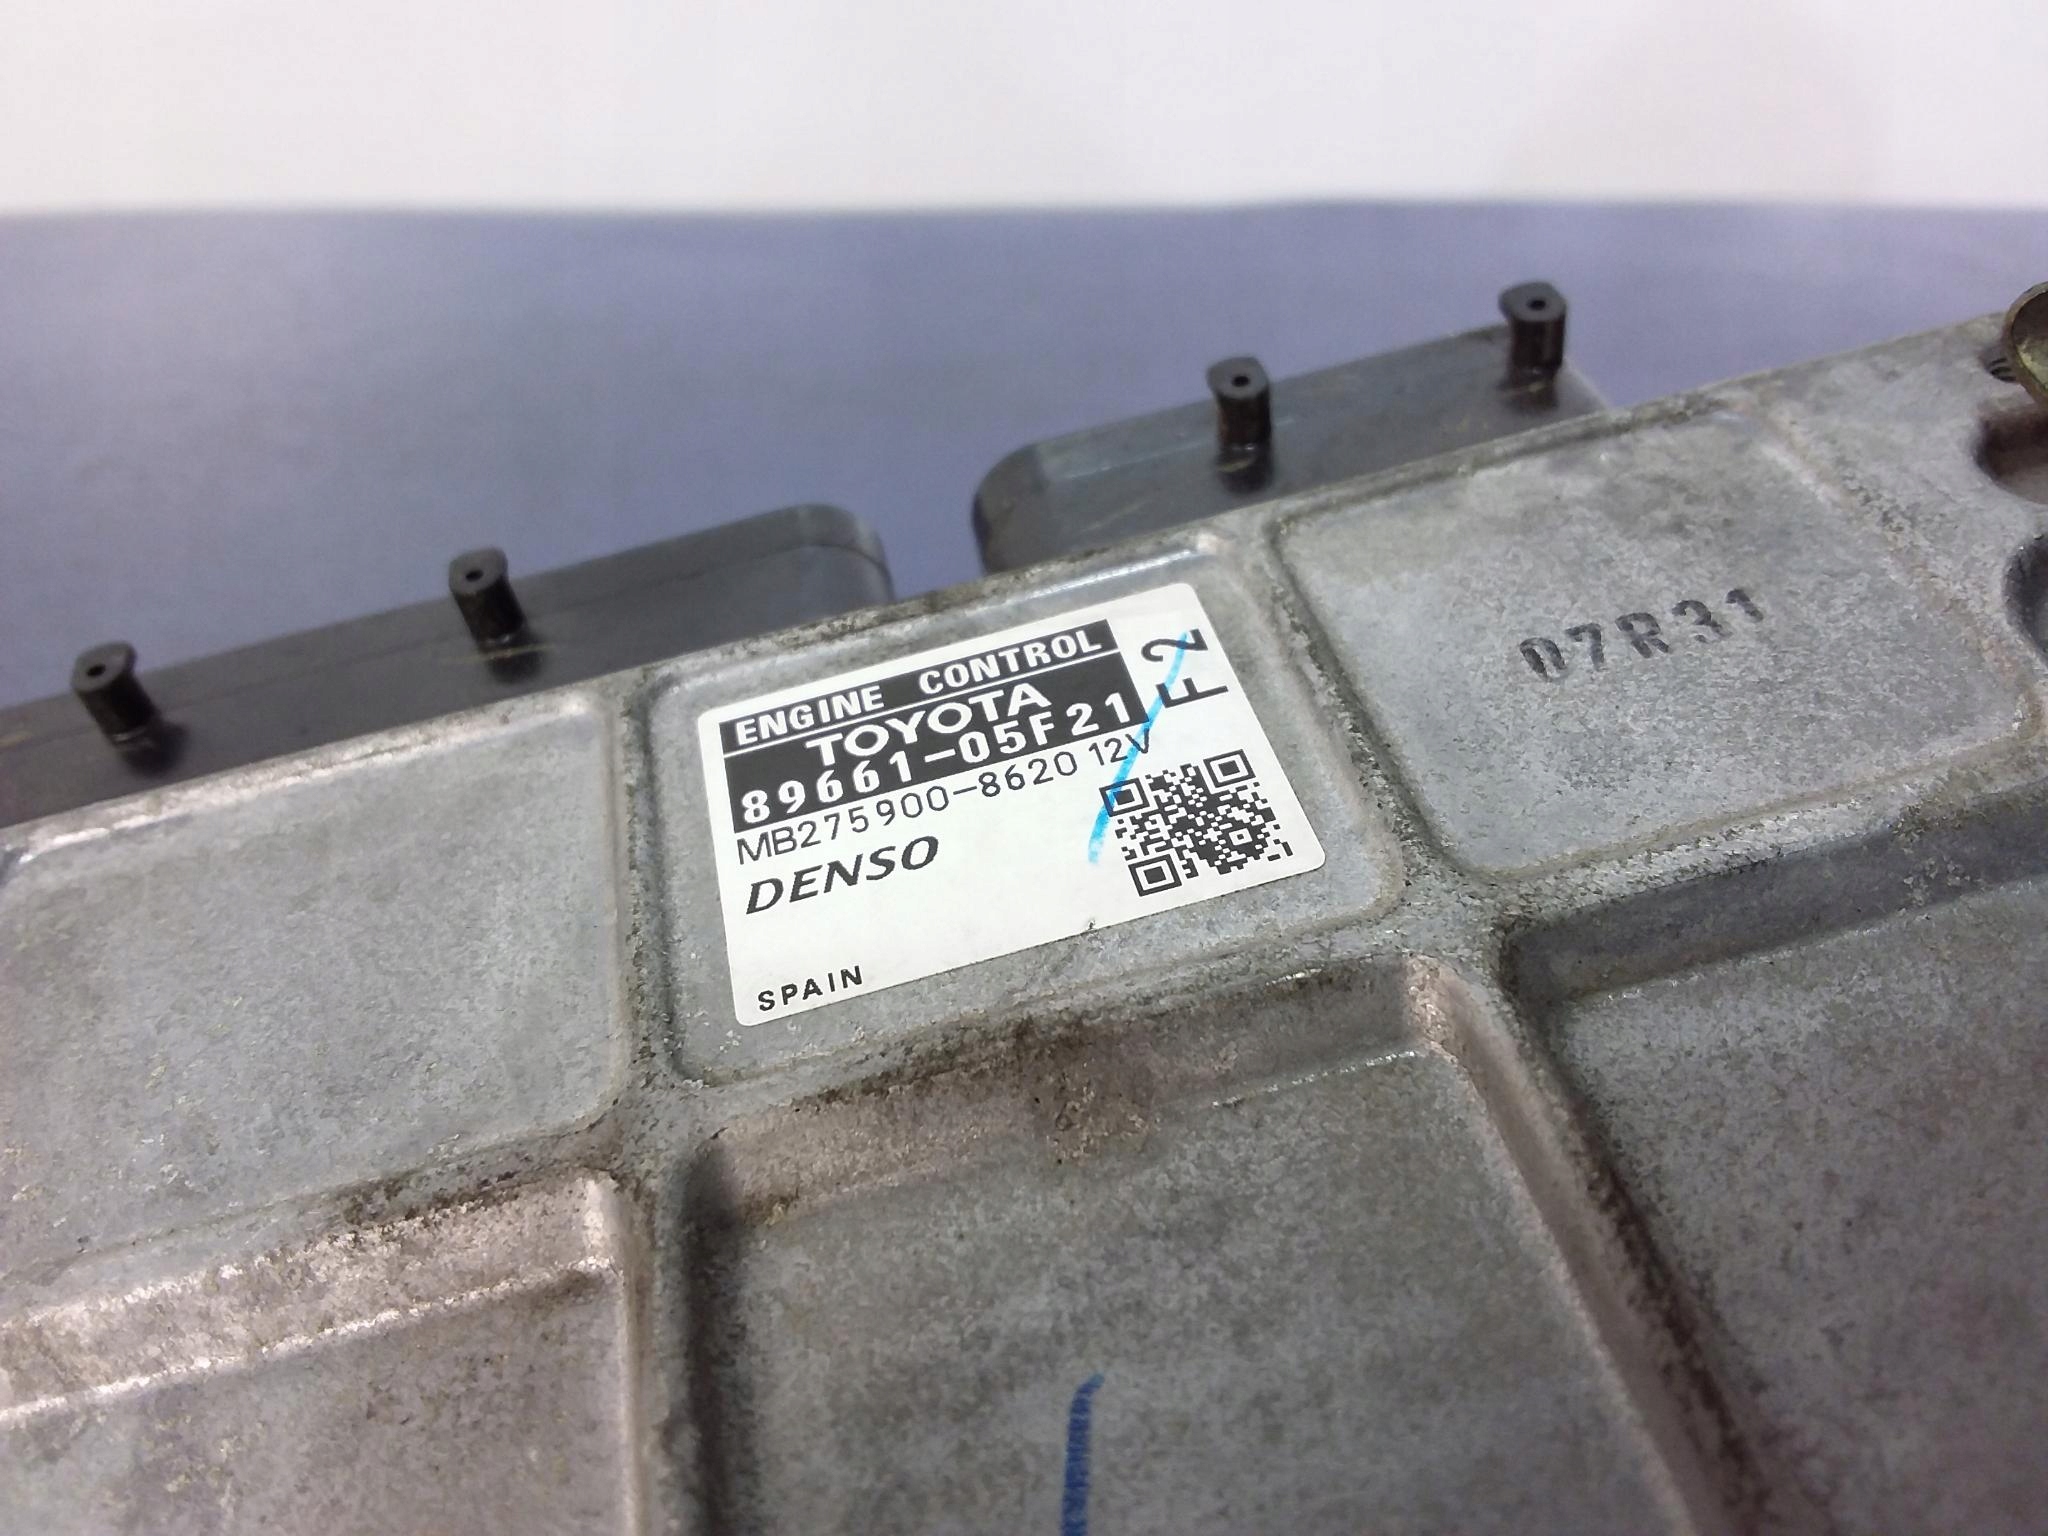 ENGINE CONTROL
TOYOTA
89661-05F21
MB275900-8620 12V
DENSO
SPAIN
F2
07R31